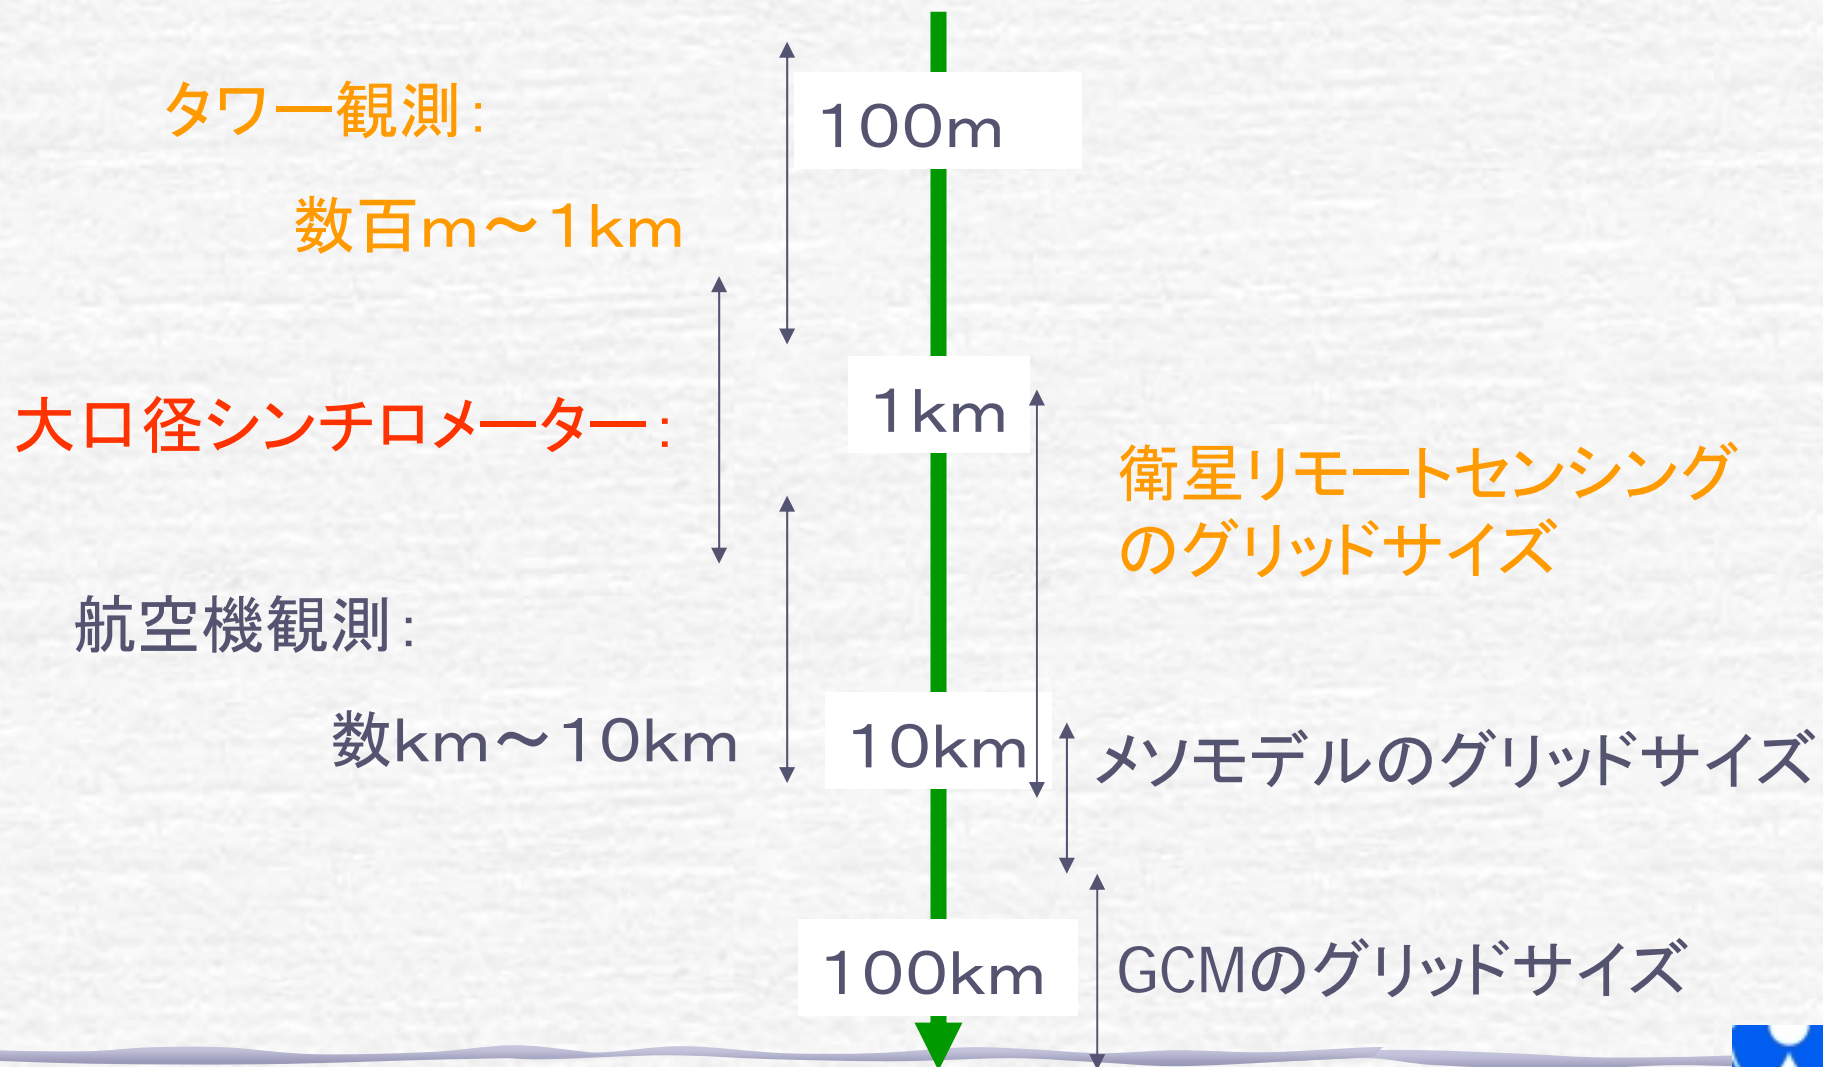 タワー観測：
100m
数百m～1km
1km
大口径シンチロメーター：
衛星リモートセンシング
のグリッドサイズ
航空機観測：
数km～10km
10km
メソモデルのグリッドサイズ
100km
GCMのグリッドサイズ